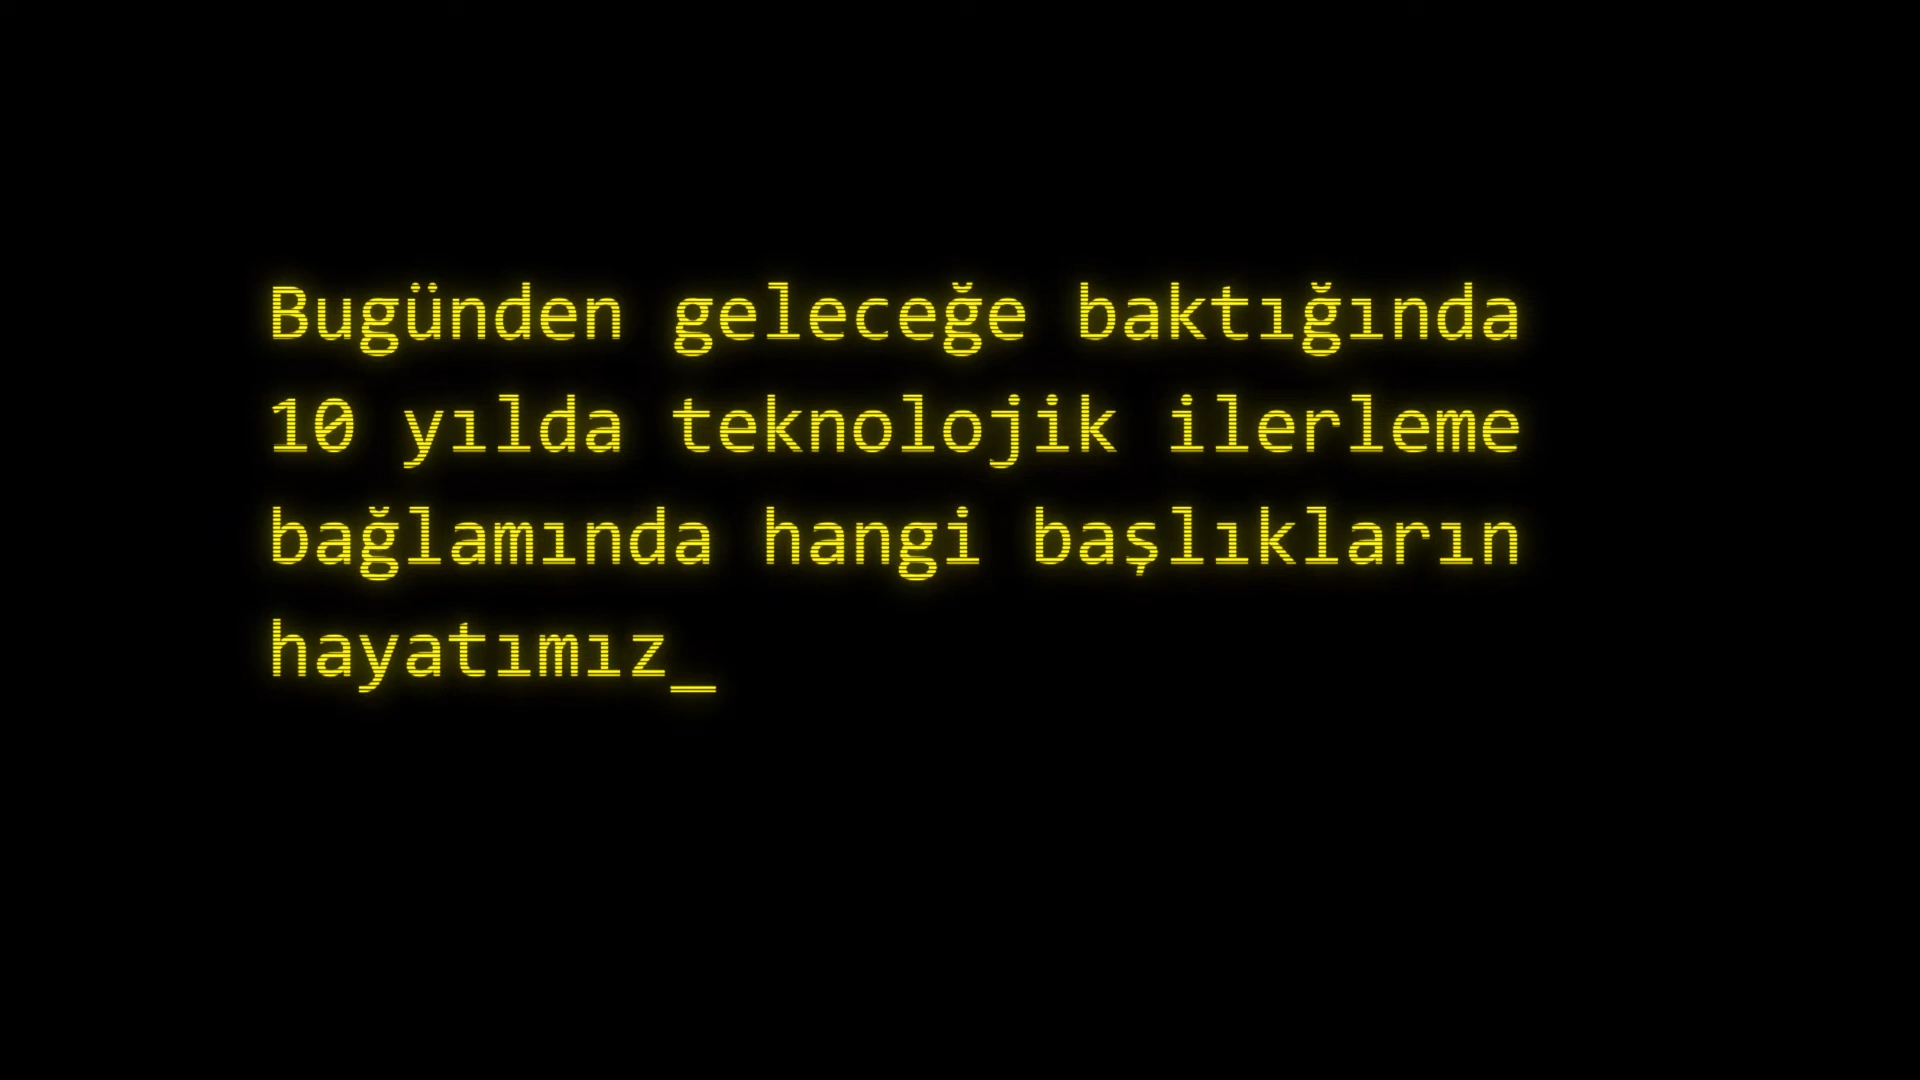 Bugünden geleceğe baktığında
10 yılda teknolojik ilerleme
bağlamında hangi başlıkların
hayatımız_